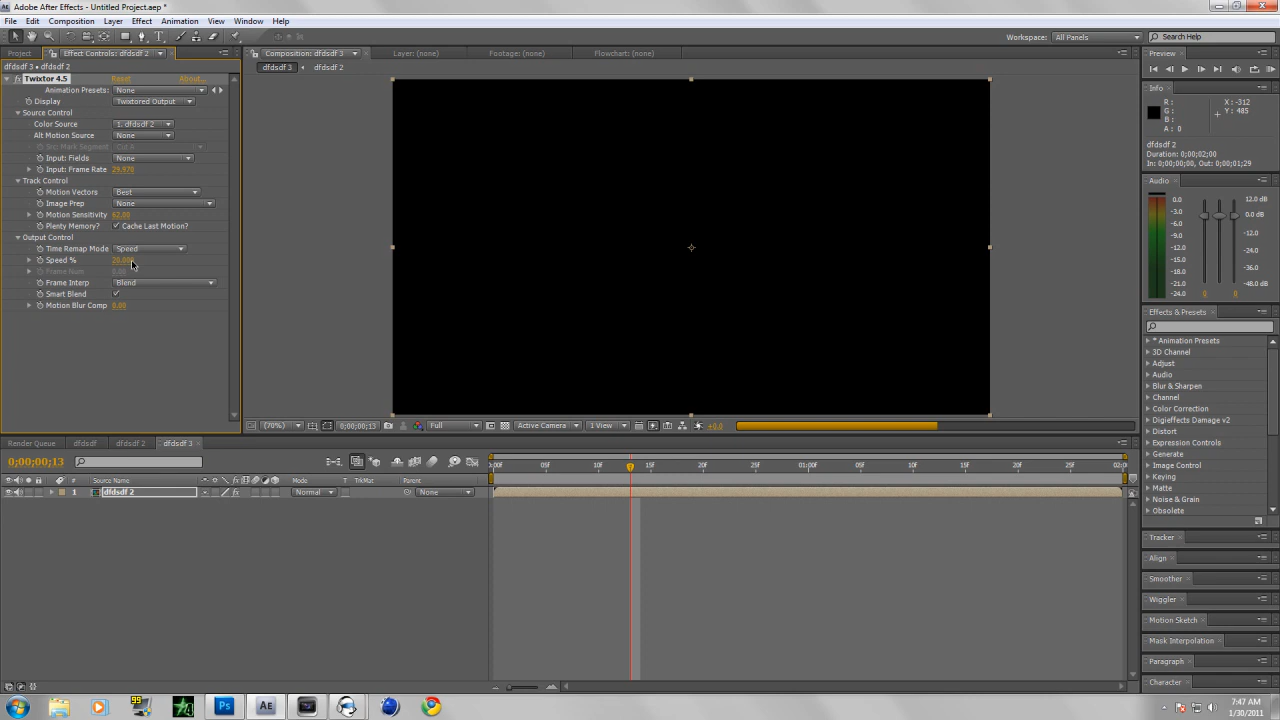 Adobe After Effects - Untitled Project.aep *
File Edit Composition Layer Effect Animation View Window Help
Workspace: All Panels Search Help
Project Effect Controls: dfdsdf 2
dfdsdf 3 • dfdsdf 2
Twixtor 4.5 Reset About...
Animation Presets: None
Display Twixtored Output
Source Control
Color Source 1. dfdsdf 2
Alt Motion Source None
Src: Mark Segment Cut A
Input: Fields None
Input: Frame Rate 29.970
Track Control
Motion Vectors Best
Image Prep None
Motion Sensitivity 62.00
Plenty Memory? Cache Last Motion?
Output Control
Time Remap Mode Speed
Speed % 20.000
Frame Num 0.00
Frame Interp Blend
Smart Blend
Motion Blur Comp 0.00
Composition: dfdsdf 3 Layer: (none) Footage: (none) Flowchart: (none)
dfdsdf 3 dfdsdf 2
(70%) 0;00;00;13 Full Active Camera 1 View +0.0
Preview
Info
R : X : -312
G : Y : 485
B :
A : 0
dfdsdf 2
Duration: 0;00;02;00
In: 0;00;00;00, Out: 0;00;01;29
Audio
0.0 12.0 dB
-3.0
-6.0 0.0 dB
-9.0
-12.0 -12.0
-15.0 -24.0
-18.0 -36.0
-21.0
-24.0 0 0 -48.0 dB
Effects & Presets
* Animation Presets
3D Channel
Adjust
Audio
Blur & Sharpen
Channel
Color Correction
Digieffects Damage v2
Distort
Expression Controls
Generate
Image Control
Keying
Matte
Noise & Grain
Obsolete
Tracker
Align
Smoother
Wiggler
Motion Sketch
Mask Interpolation
Paragraph
Character
Render Queue dfdsdf dfdsdf 2 dfdsdf 3
0;00;00;13
:00F 05F 10F 15F 20F 25F 01:00F 05F 10F 15F 20F 25F 02:0
# Source Name Mode T TrkMat Parent
1 dfdsdf 2 Normal None
99 4 Ps Ae
7:47 AM
1/30/2011